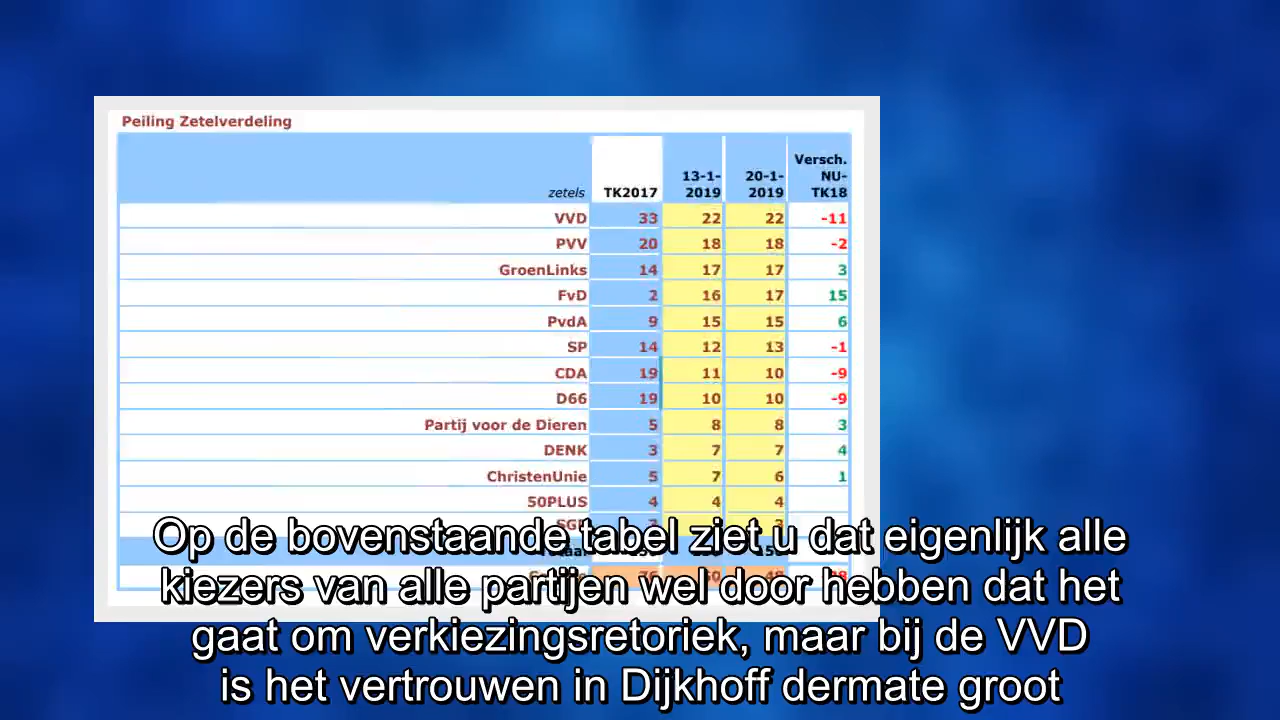 Peiling Zetelverdeling
zetels TK2017 13-1-2019 20-1-2019 Versch. NU-TK18
VVD 33 22 22 -11
PVV 20 18 18 -2
GroenLinks 14 17 17 3
FvD 2 16 17 15
PvdA 9 15 15 6
SP 14 12 13 -1
CDA 19 11 10 -9
D66 19 10 10 -9
Partij voor de Dieren 5 8 8 3
DENK 3 7 7 4
ChristenUnie 5 7 6 1
50PLUS 4 4 4
Op de bovenstaande tabel ziet u dat eigenlijk alle
kiezers van alle partijen wel door hebben dat het
gaat om verkiezingsretoriek, maar bij de VVD
is het vertrouwen in Dijkhoff dermate groot